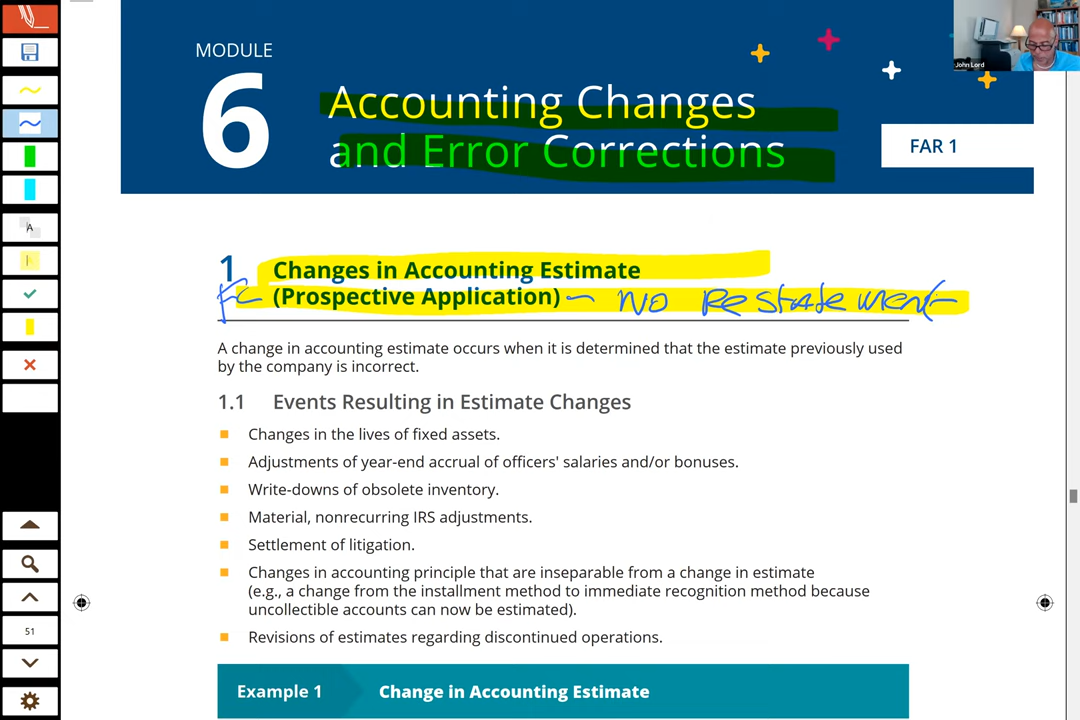 MODULE
6
Accounting Changes
and Error Corrections
FAR 1
John Lord
1 Changes in Accounting Estimate
(Prospective Application) – NO Restatement
A change in accounting estimate occurs when it is determined that the estimate previously used
by the company is incorrect.
1.1 Events Resulting in Estimate Changes
Changes in the lives of fixed assets.
Adjustments of year-end accrual of officers' salaries and/or bonuses.
Write-downs of obsolete inventory.
Material, nonrecurring IRS adjustments.
Settlement of litigation.
Changes in accounting principle that are inseparable from a change in estimate
(e.g., a change from the installment method to immediate recognition method because
uncollectible accounts can now be estimated).
Revisions of estimates regarding discontinued operations.
Example 1 Change in Accounting Estimate
A
51